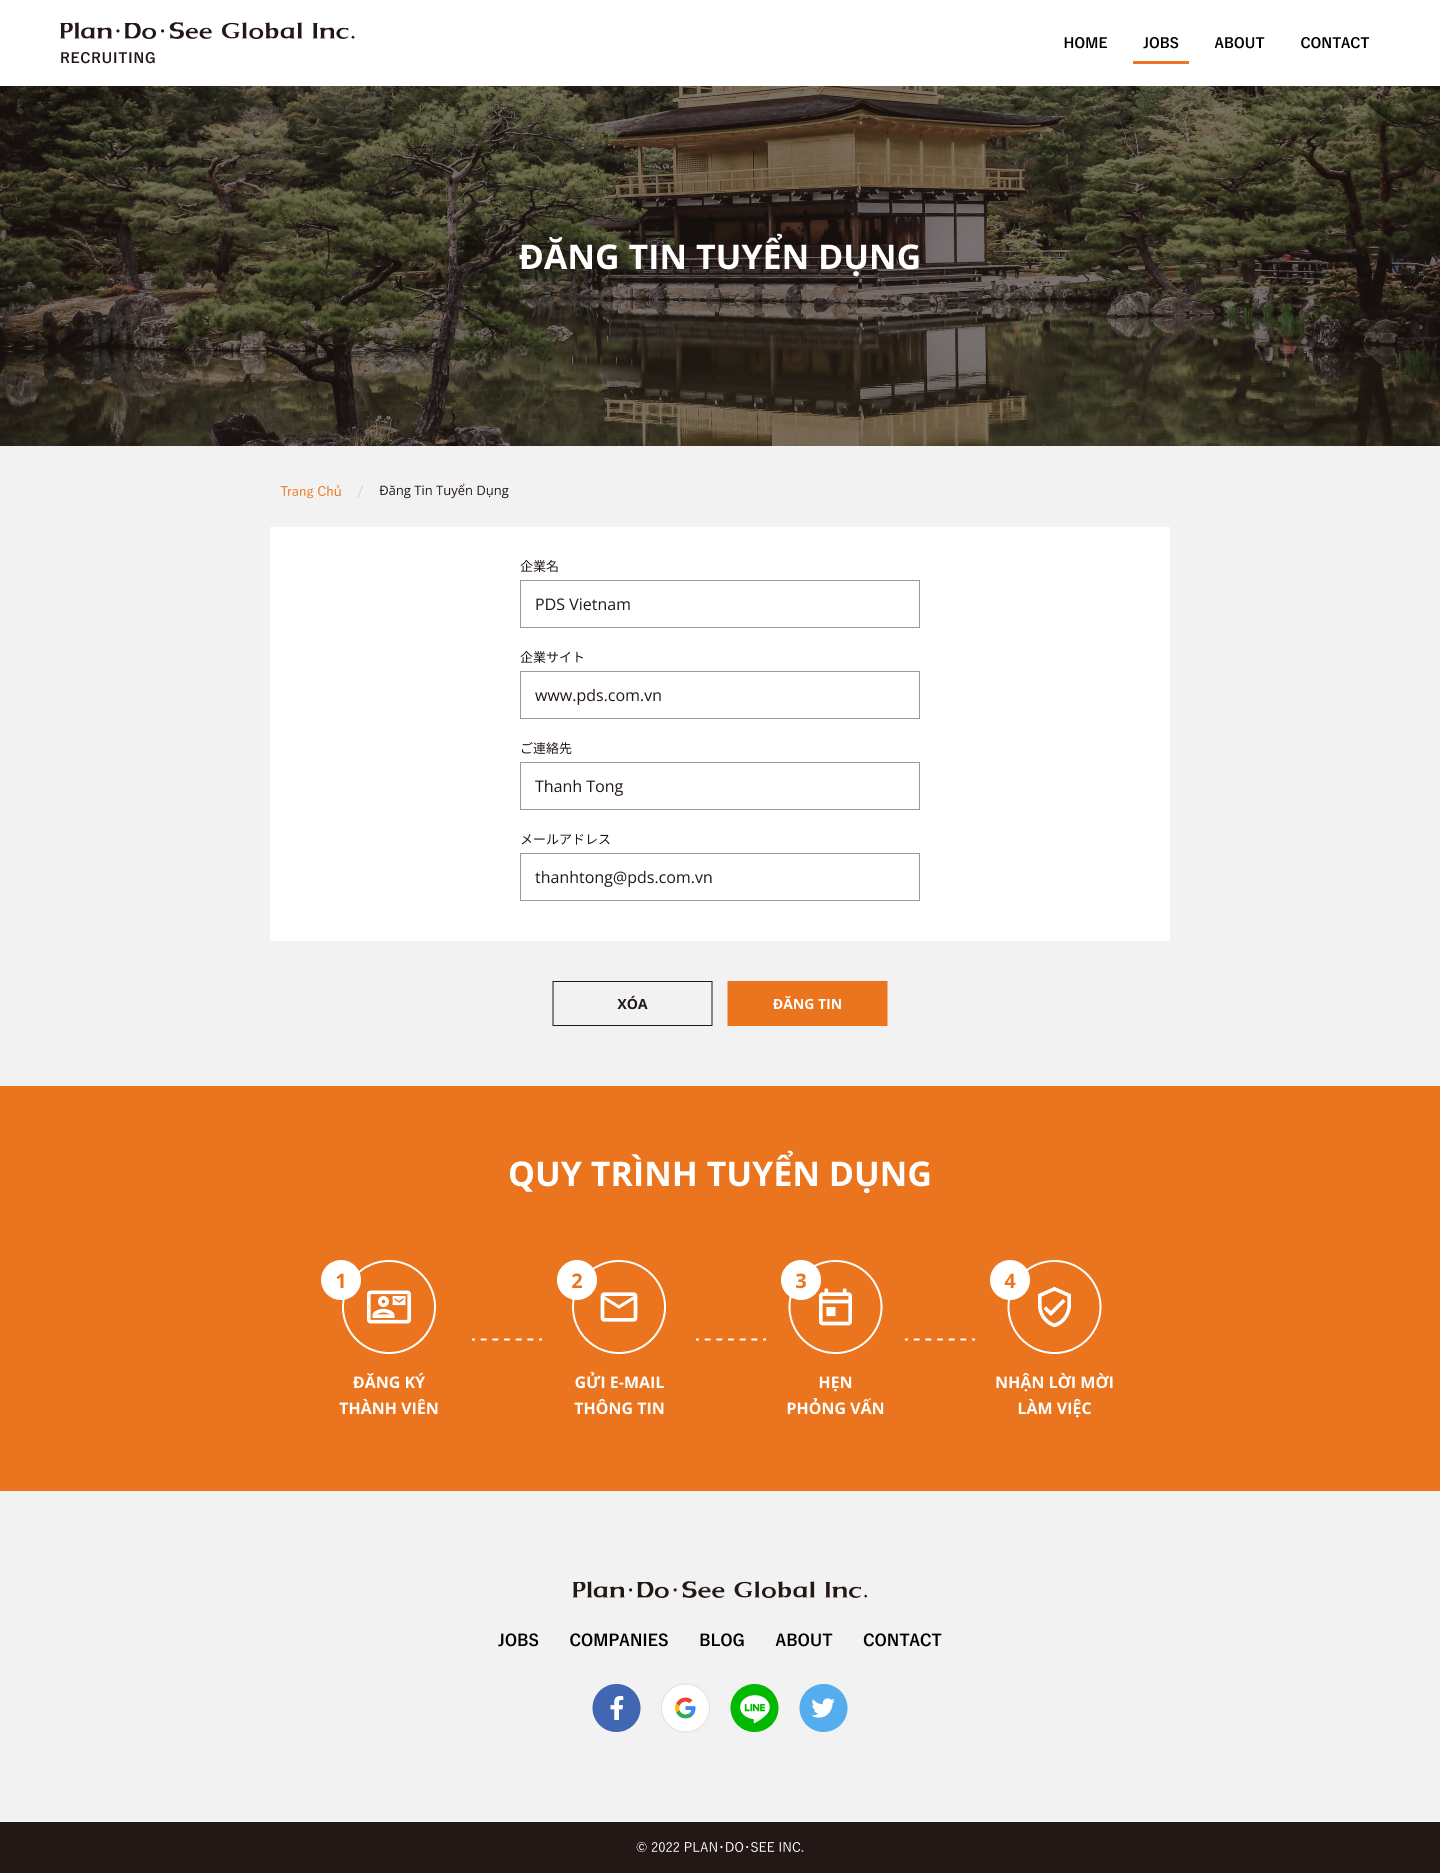 Plan·Do·See Global Inc.
RECRUITING
HOME JOBS ABOUT CONTACT
ĐĂNG TIN TUYỂN DỤNG
Trang Chủ / Đăng Tin Tuyển Dụng
企業名
PDS Vietnam
企業サイト
www.pds.com.vn
ご連絡先
Thanh Tong
メールアドレス
thanhtong@pds.com.vn
XÓA ĐĂNG TIN
QUY TRÌNH TUYỂN DỤNG
1
ĐĂNG KÝ
THÀNH VIÊN
2
GỬI E-MAIL
THÔNG TIN
3
HẸN
PHỎNG VẤN
4
NHẬN LỜI MỜI
LÀM VIỆC
Plan·Do·See Global Inc.
JOBS COMPANIES BLOG ABOUT CONTACT
LINE
© 2022 PLAN·DO·SEE INC.